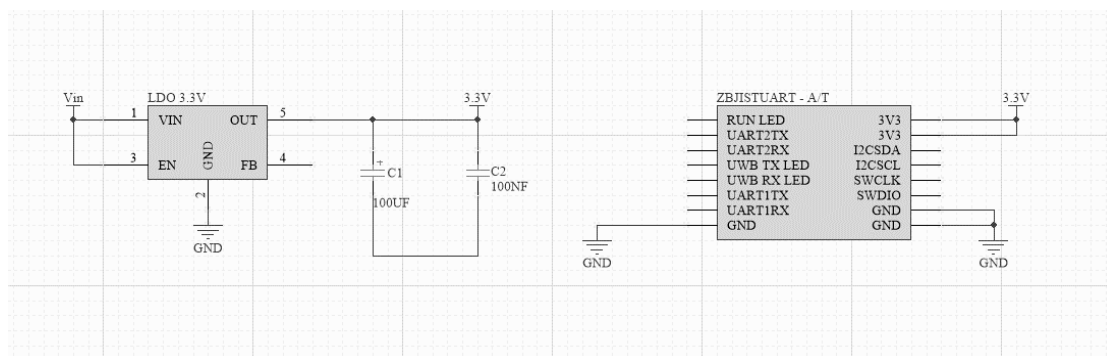 Vin
LDO 3.3V
1
VIN
OUT
5
3
EN
GND
FB
4
2
GND
3.3V
+
C1
100UF
C2
100NF
ZBJISTUART - A/T
RUN LED
UART2TX
UART2RX
UWB TX LED
UWB RX LED
UART1TX
UART1RX
GND
3V3
3V3
I2CSDA
I2CSCL
SWCLK
SWDIO
GND
GND
3.3V
GND
GND